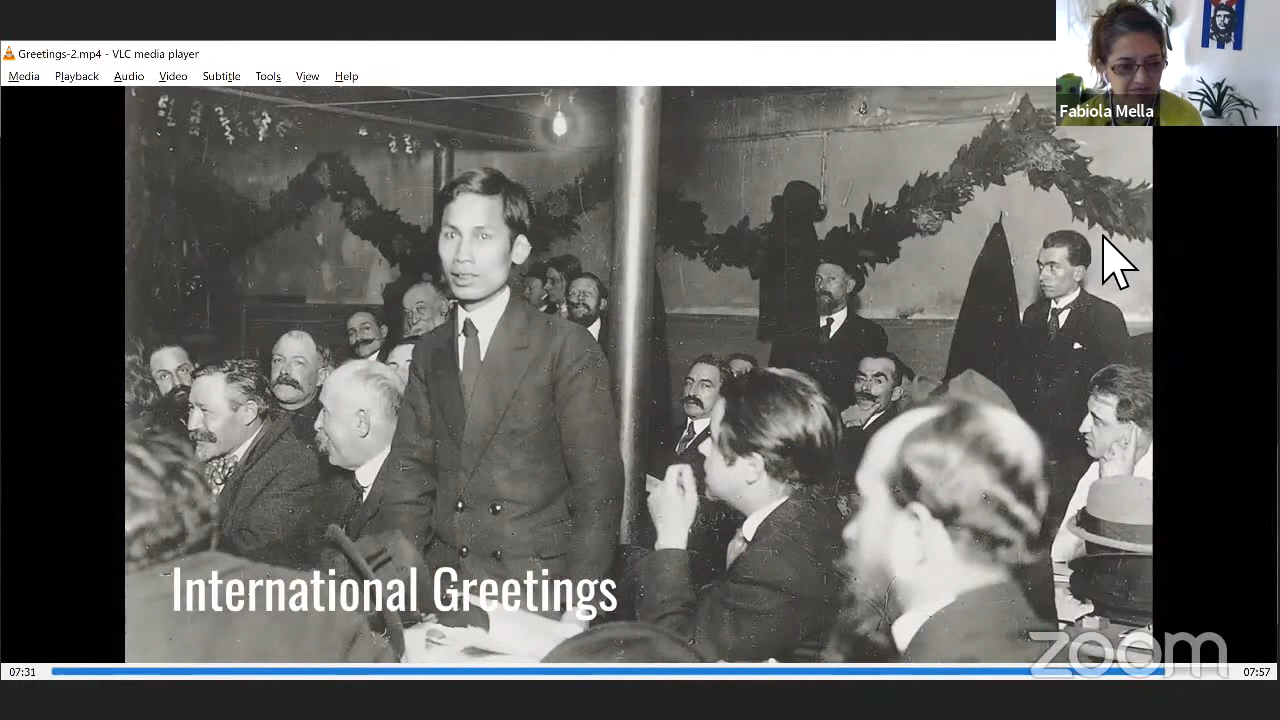 Greetings-2.mp4 - VLC media player
Media Playback Audio Video Subtitle Tools View Help
Fabiola Mella
International Greetings
zoom
07:31
07:57